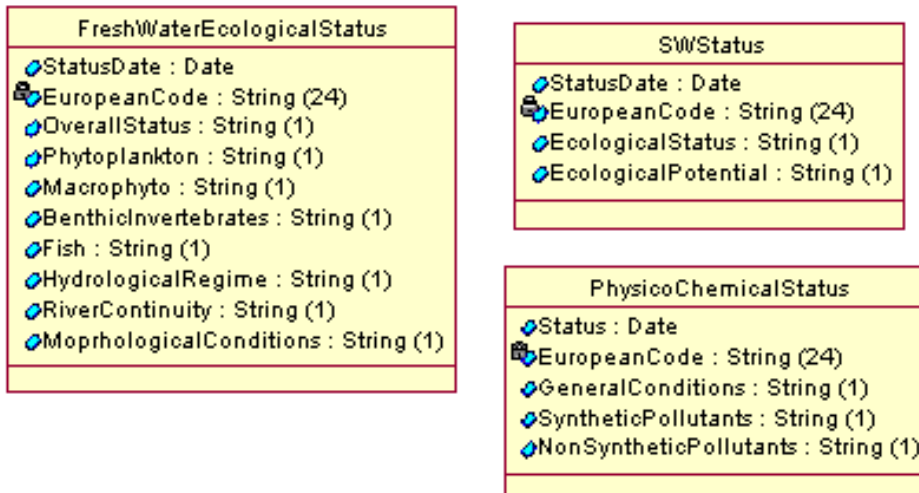 FreshWaterEcologicalStatus
StatusDate : Date
EuropeanCode : String (24)
OverallStatus : String (1)
Phytoplankton : String (1)
Macrophyto : String (1)
BenthicInvertebrates : String (1)
Fish : String (1)
HydrologicalRegime : String (1)
RiverContinuity : String (1)
MoprhologicalConditions : String (1)
SWStatus
StatusDate : Date
EuropeanCode : String (24)
EcologicalStatus : String (1)
EcologicalPotential : String (1)
PhysicoChemicalStatus
Status : Date
EuropeanCode : String (24)
GeneralConditions : String (1)
SyntheticPollutants : String (1)
NonSyntheticPollutants : String (1)